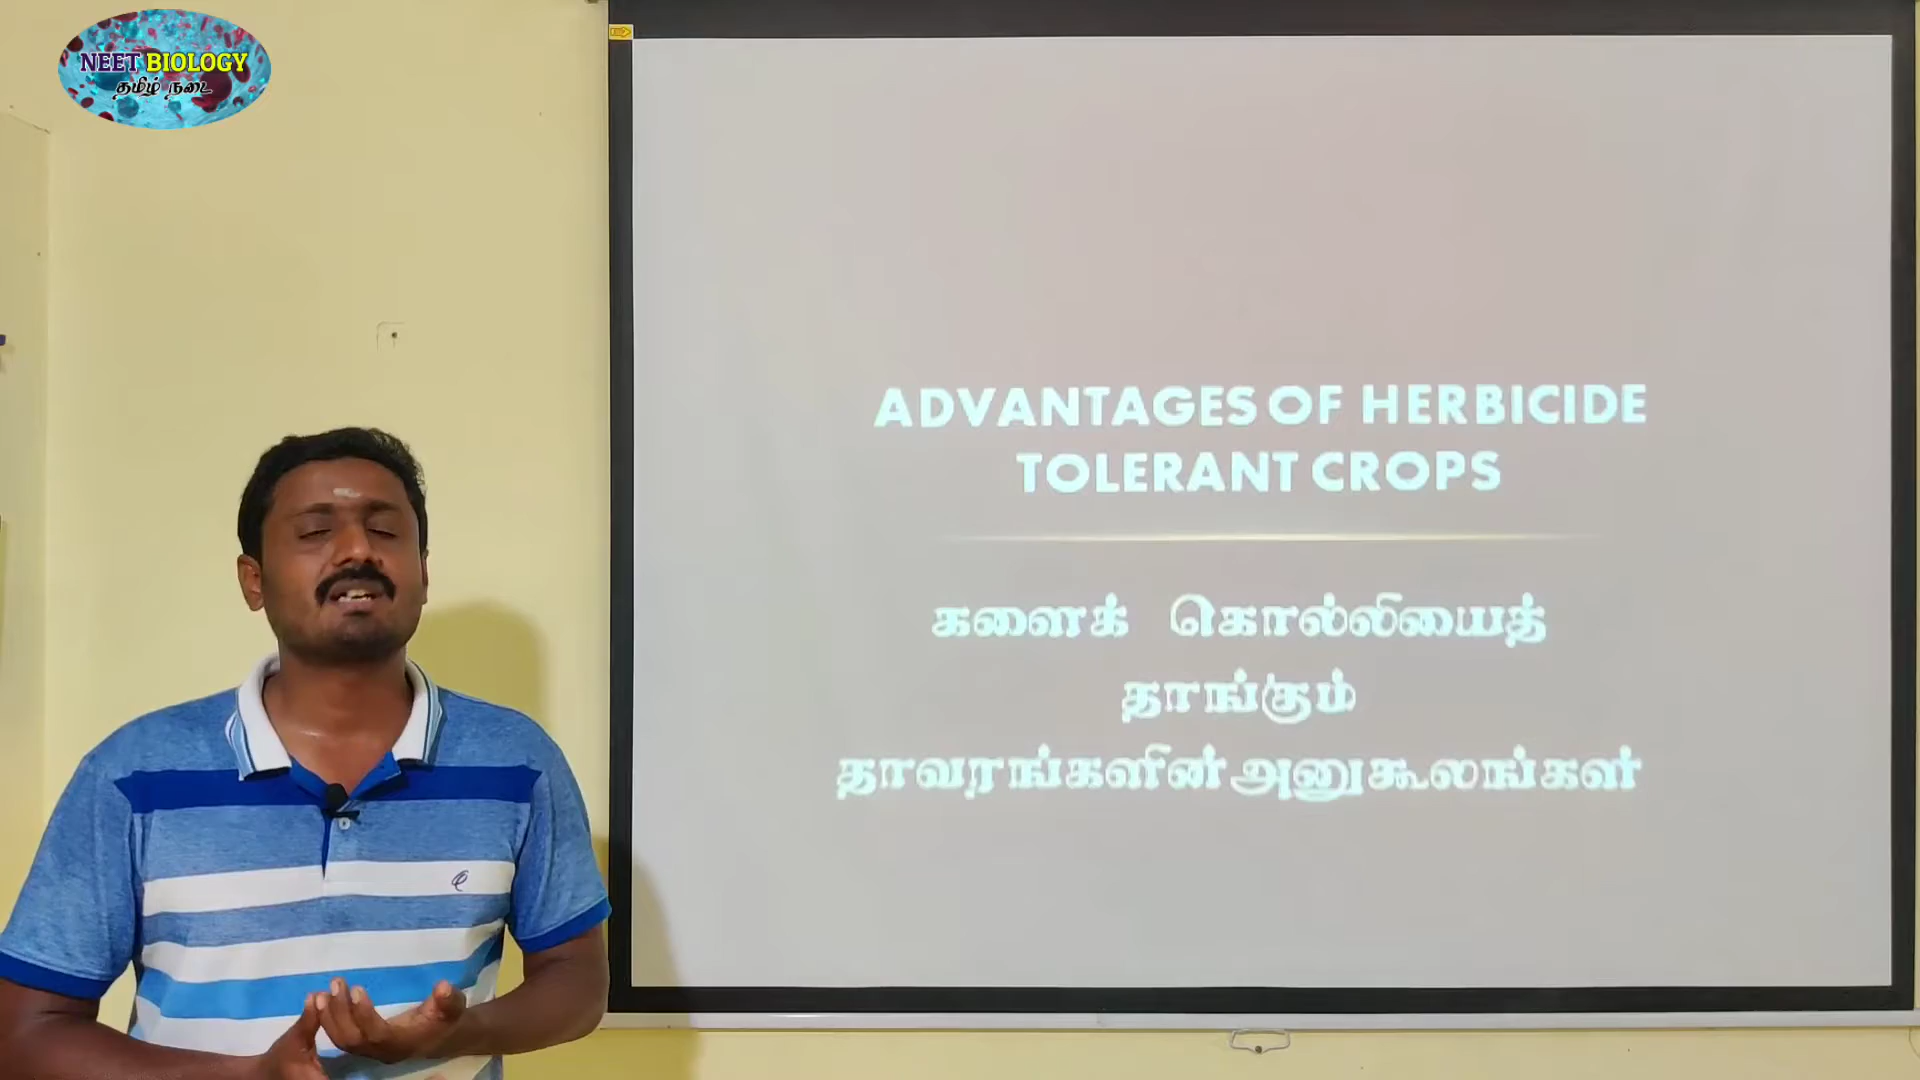 NEET BIOLOGY
தமிழ் நடை
ADVANTAGES OF HERBICIDE
TOLERANT CROPS
களைக் கொல்லியைத்
தாங்கும்
தாவரங்களின் அனுகூலங்கள்